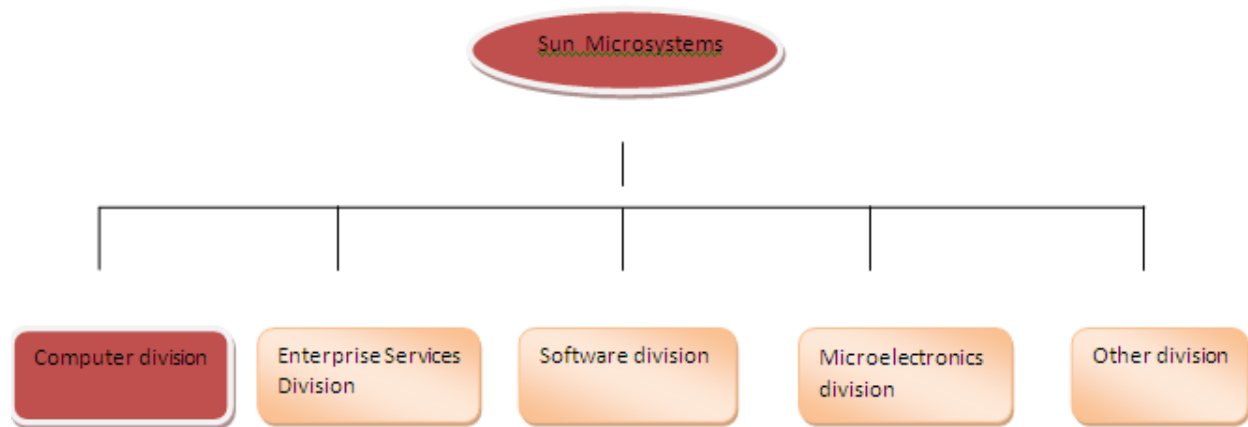 Sun Microsystems
Computer division
Enterprise Services
Division
Software division
Microelectronics
division
Other division